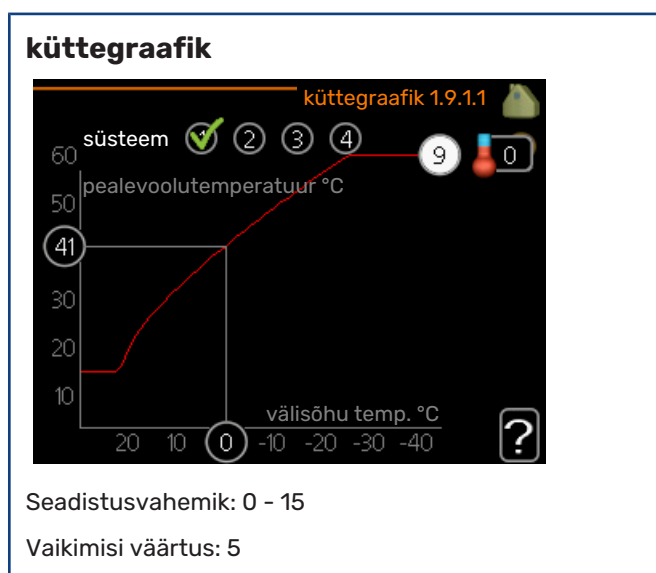 küttegraafik
küttegraafik 1.9.1.1
süsteem 1 2 3 4
60
9
0
pealevoolutemperatuur °C
50
41
30
20
10
välisõhu temp. °C
20 10 0 -10 -20 -30 -40
?
Seadistusvahemik: 0 - 15
Vaikimisi väärtus: 5